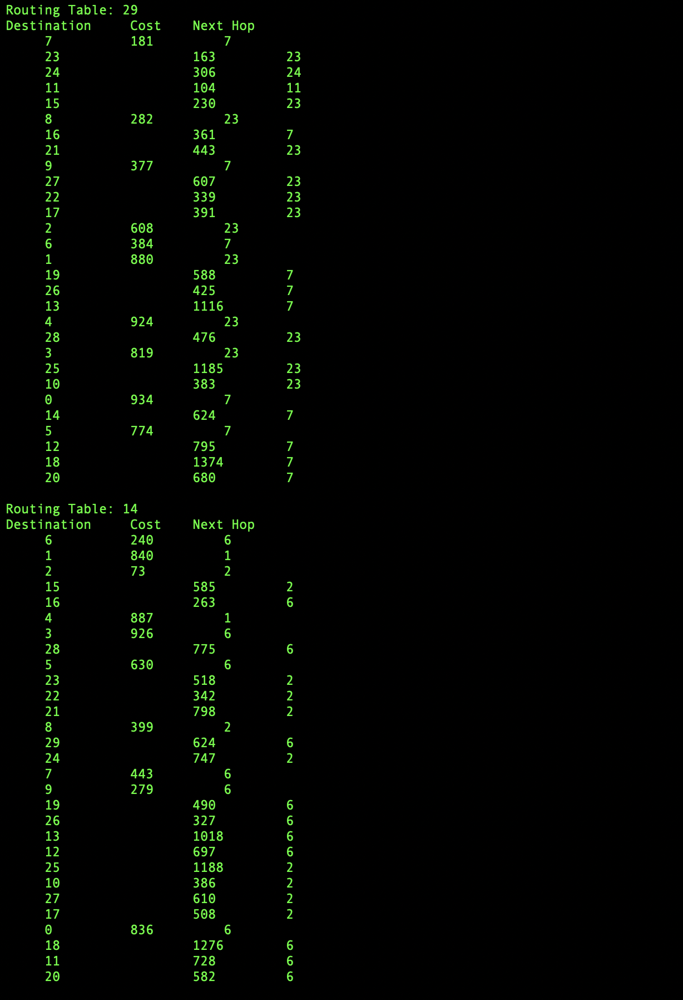 Routing Table: 29
Destination     Cost    Next Hop
     7          181         7
     23                 163         23
     24                 306         24
     11                 104         11
     15                 230         23
     8          282         23
     16                 361         7
     21                 443         23
     9          377         7
     27                 607         23
     22                 339         23
     17                 391         23
     2          608         23
     6          384         7
     1          880         23
     19                 588         7
     26                 425         7
     13                 1116        7
     4          924         23
     28                 476         23
     3          819         23
     25                 1185        23
     10                 383         23
     0          934         7
     14                 624         7
     5          774         7
     12                 795         7
     18                 1374        7
     20                 680         7

Routing Table: 14
Destination     Cost    Next Hop
     6          240         6
     1          840         1
     2          73          2
     15                 585         2
     16                 263         6
     4          887         1
     3          926         6
     28                 775         6
     5          630         6
     23                 518         2
     22                 342         2
     21                 798         2
     8          399         2
     29                 624         6
     24                 747         2
     7          443         6
     9          279         6
     19                 490         6
     26                 327         6
     13                 1018        6
     12                 697         6
     25                 1188        2
     10                 386         2
     27                 610         2
     17                 508         2
     0          836         6
     18                 1276        6
     11                 728         6
     20                 582         6